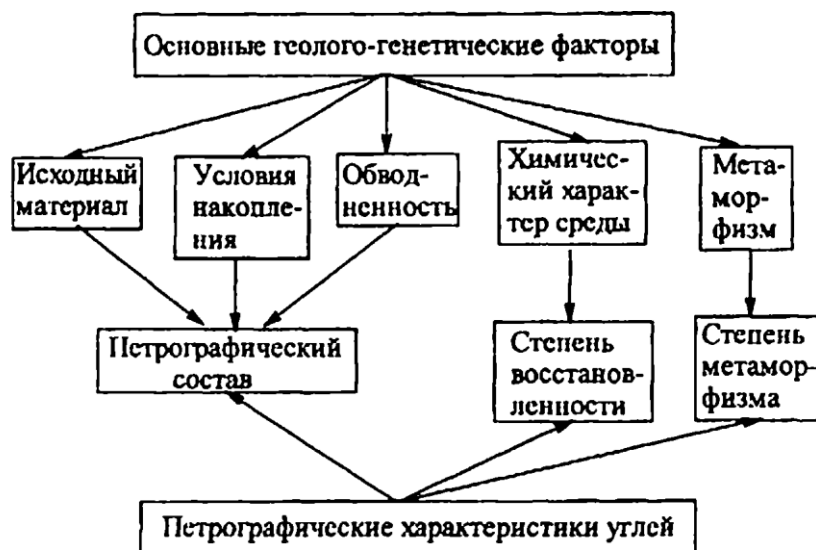 Основные геолого-генетические факторы
Исходный
материал
Условия
накопле-
ния
Обвод-
ненность
Химичес-
кий харак-
тер среды
Мета-
мор-
физм
Петрографический
состав
Степень
восстанов-
ленности
Степень
метамор-
физма
Петрографические характеристики углей